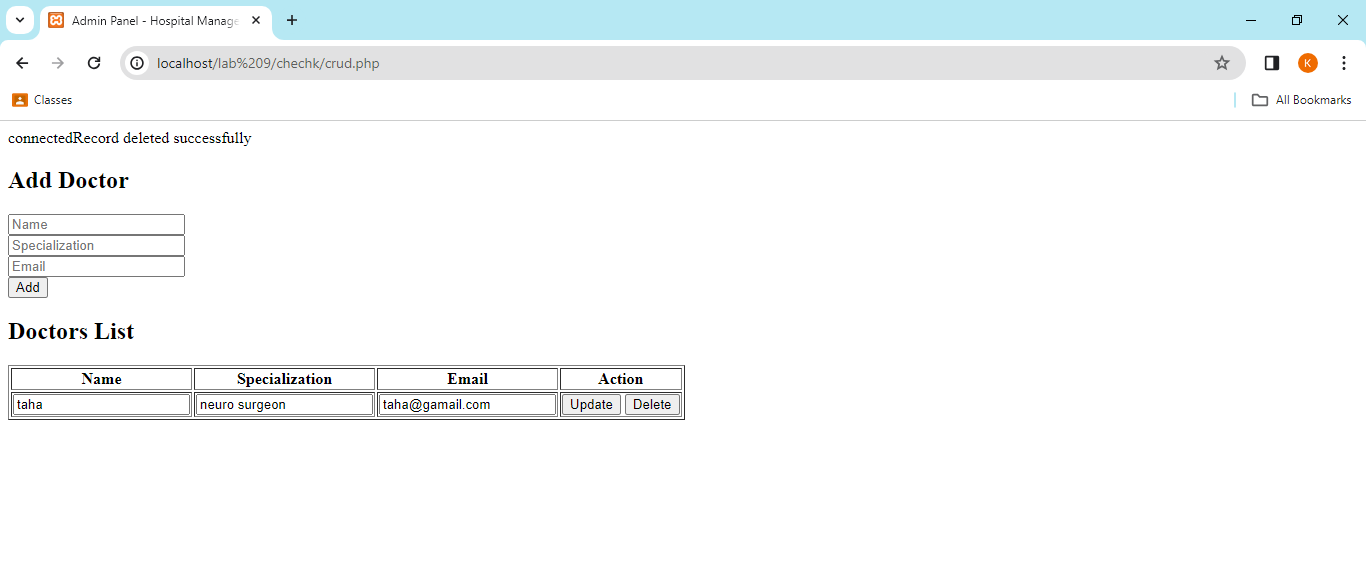 Admin Panel - Hospital Manage
localhost/lab%209/chechk/crud.php
K
Classes
All Bookmarks
connectedRecord deleted successfully
Add Doctor
Name
Specialization
Email
Add
Doctors List
Name Specialization Email Action
taha neuro surgeon taha@gamail.com Update Delete